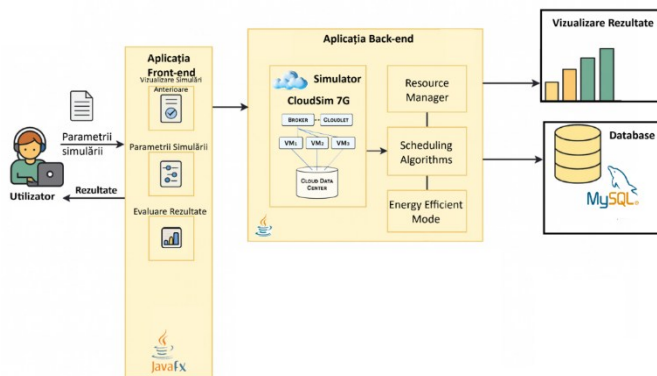 Utilizator
Parametrii
simulării
Rezultate
Aplicația
Front-end
Vizualizare Simulări
Anterioare
Parametrii Simulării
Evaluare Rezultate
JavaFX
Aplicația Back-end
Simulator
CloudSim 7G
BROKER
CLOUDLET
VM1
VM2
VM3
CLOUD DATA
CENTER
Java
Resource
Manager
Scheduling
Algorithms
Energy Efficient
Mode
Vizualizare Rezultate
Database
MySQL